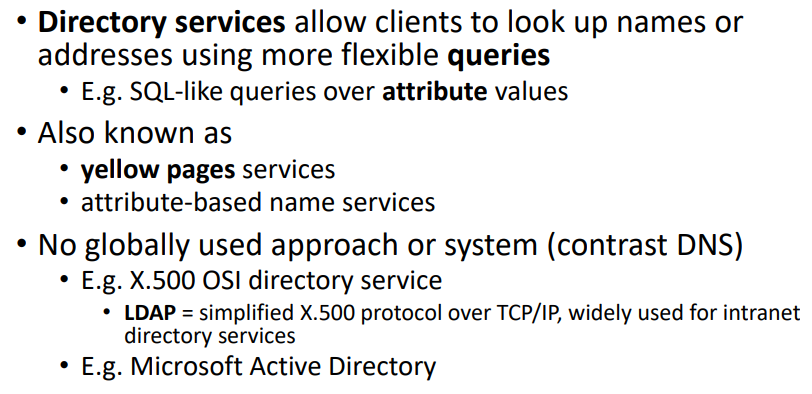 • Directory services allow clients to look up names or
addresses using more flexible queries
• E.g. SQL-like queries over attribute values
• Also known as
• yellow pages services
• attribute-based name services
• No globally used approach or system (contrast DNS)
• E.g. X.500 OSI directory service
• LDAP = simplified X.500 protocol over TCP/IP, widely used for intranet
directory services
• E.g. Microsoft Active Directory